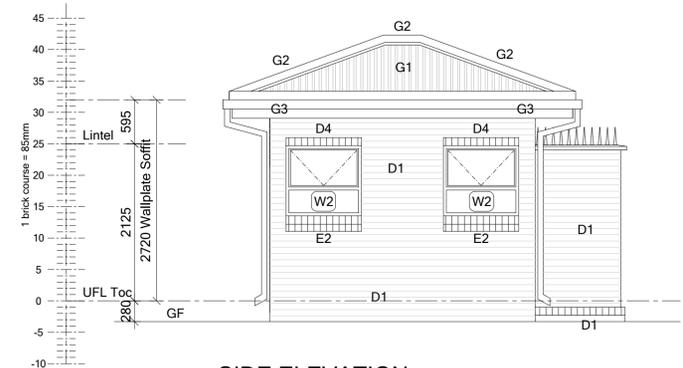 45
40
35
30
25
20
15
10
5
0
-5
-10
1 brick course = 85mm
Lintel
595
2125
2720 Wallplate Soffit
UFL Toc
280
GF
G2
G2
G2
G1
G3
G3
D4
D4
D1
W2
W2
E2
E2
D1
D1
D1
SIDE ELEVATION